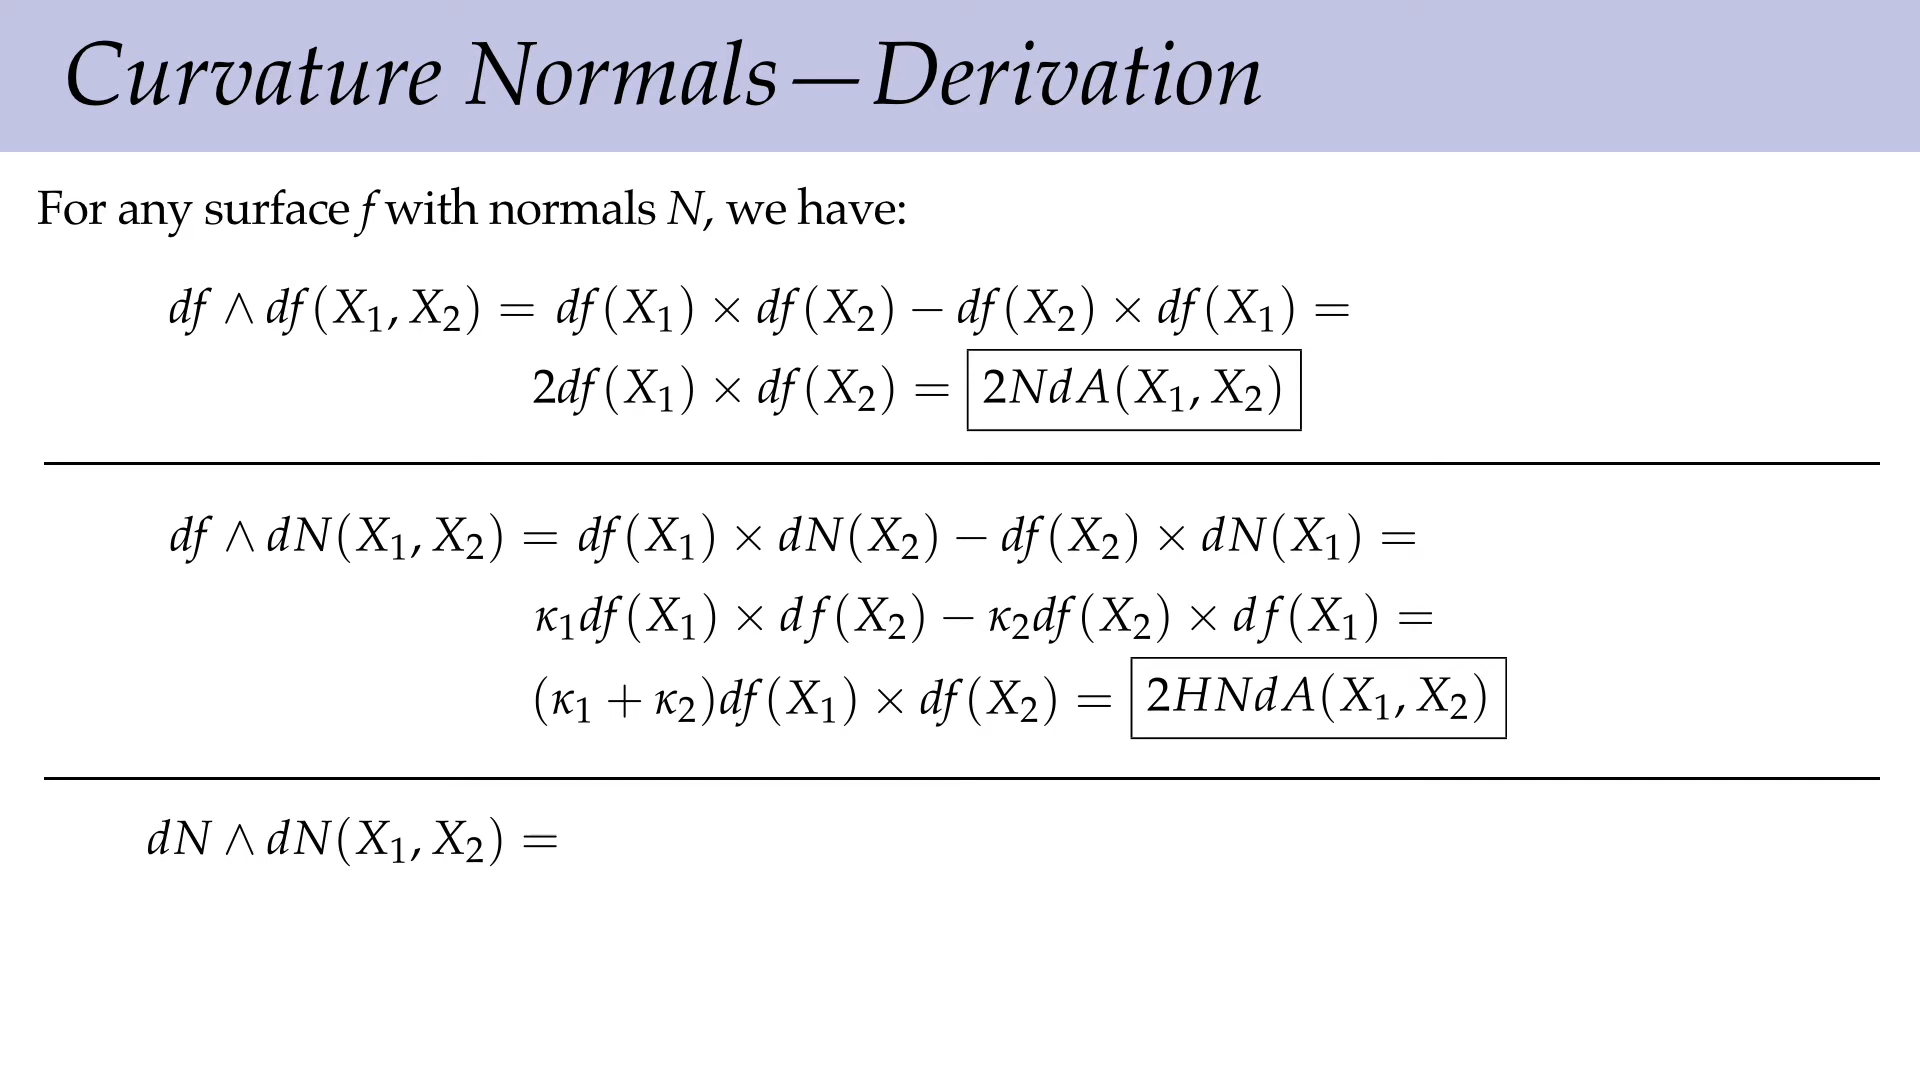 Curvature Normals—Derivation
For any surface f with normals N, we have:
df ∧ df(X₁, X₂) = df(X₁) × df(X₂) − df(X₂) × df(X₁) =
2df(X₁) × df(X₂) = 2NdA(X₁, X₂)
df ∧ dN(X₁, X₂) = df(X₁) × dN(X₂) − df(X₂) × dN(X₁) =
κ₁df(X₁) × df(X₂) − κ₂df(X₂) × df(X₁) =
(κ₁ + κ₂)df(X₁) × df(X₂) = 2HNdA(X₁, X₂)
dN ∧ dN(X₁, X₂) =